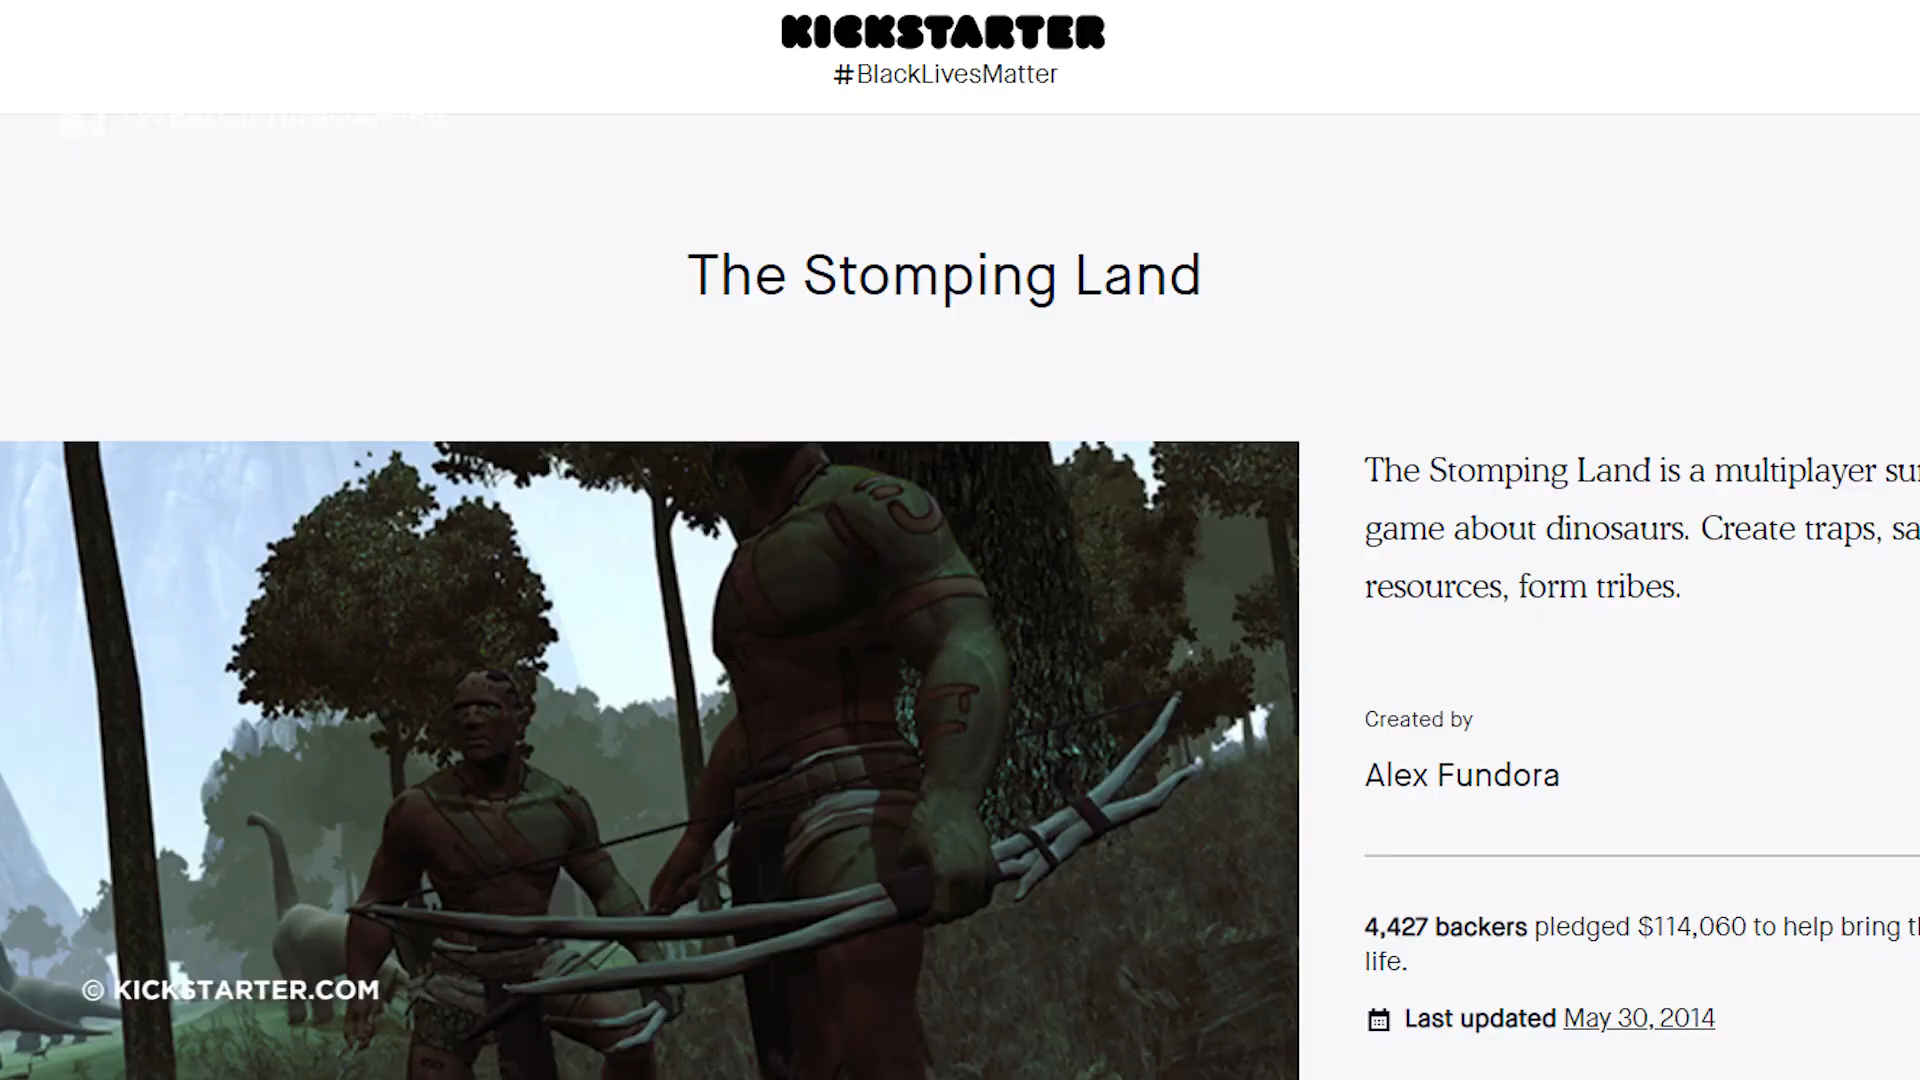 KICKSTARTER
#BlackLivesMatter
The Stomping Land
The Stomping Land is a multiplayer
game about dinosaurs. Create traps,
resources, form tribes.
Created by
Alex Fundora
4,427 backers pledged $114,060 to help bring
life.
Last updated May 30, 2014
© KICKSTARTER.COM